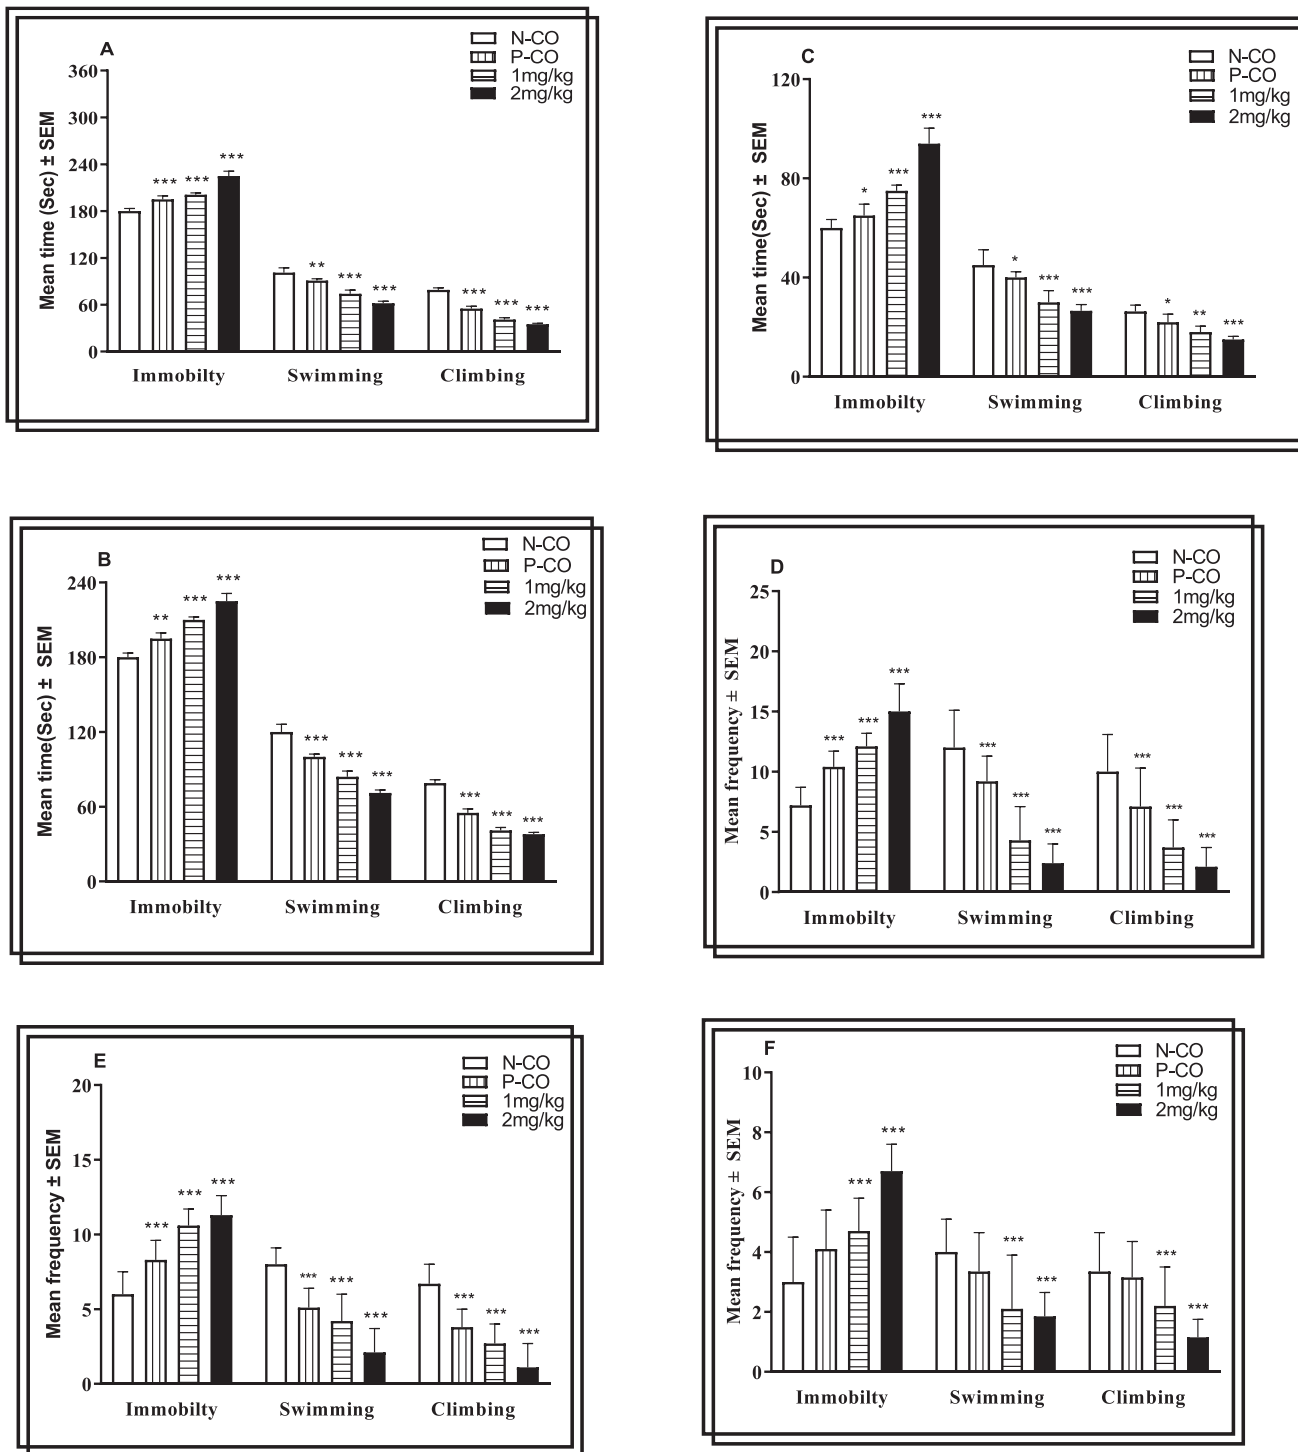 A
N-CO
P-CO
1mg/kg
2mg/kg
Mean time (Sec) ± SEM
360
300
240
180
120
60
0
*** *** ***
** *** ***
*** *** ***
Immobilty Swimming Climbing
C
N-CO
P-CO
1mg/kg
2mg/kg
Mean time(Sec) ± SEM
120
80
40
0
* *** ***
* *** ***
* ** ***
Immobilty Swimming Climbing
B
N-CO
P-CO
1mg/kg
2mg/kg
Mean time(Sec) ± SEM
240
180
120
60
0
** *** ***
*** *** ***
*** *** ***
Immobilty Swimming Climbing
D
N-CO
P-CO
1mg/kg
2mg/kg
Mean frequency ± SEM
25
20
15
10
5
0
*** *** ***
*** *** ***
*** *** ***
Immobilty Swimming Climbing
E
N-CO
P-CO
1mg/kg
2mg/kg
Mean frequency ± SEM
20
15
10
5
0
*** *** ***
*** *** ***
*** *** ***
Immobilty Swimming Climbing
F
N-CO
P-CO
1mg/kg
2mg/kg
Mean frequency ± SEM
10
8
6
4
2
0
*** ***
*** ***
*** ***
Immobilty Swimming Climbing